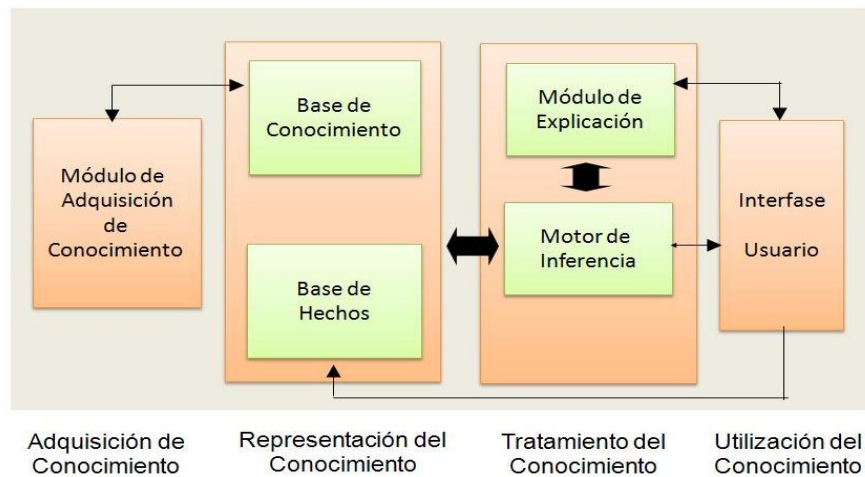 Módulo de
Adquisición
de
Conocimiento
Base de
Conocimiento
Base de
Hechos
Módulo de
Explicación
Motor de
Inferencia
Interfase
Usuario
Adquisición de
Conocimiento
Representación del
Conocimiento
Tratamiento del
Conocimiento
Utilización del
Conocimiento